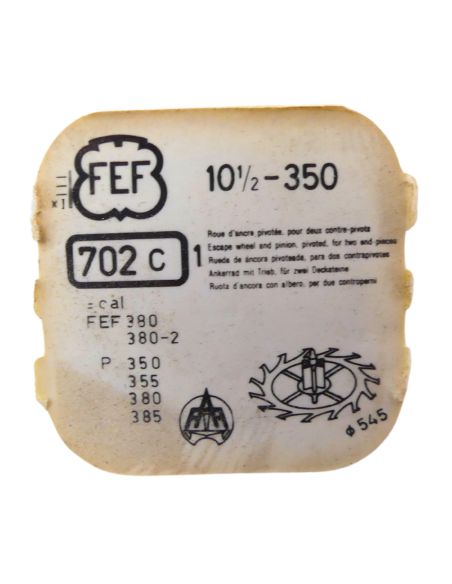 FEF
10½-350
x1
702 C
1
Roue d'ancre pivotée, pour deux contre-pivots
Escape wheel and pinion, pivoted, for two end-pieces
Rueda de áncora pivoteada, para dos contrapivotes
Ankerrad mit Trieb, für zwei Decksteine
Ruota d'ancora con albero, per due controperni
cal
FEF 380
380-2
P 350
355
380
385
ø 545